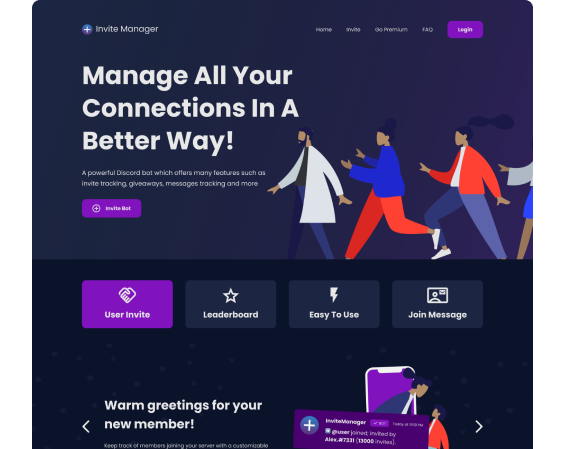 Invite Manager
Home Invite Go Premium FAQ Login
Manage All Your
Connections In A
Better Way!
A powerful Discord bot which offers many features such as
invite tracking, giveaways, messages tracking and more
Invite Bot
User Invite Leaderboard Easy To Use Join Message
Warm greetings for your
new member!
Keep track of members joining your server with a customizable
InviteManager ✓ BOT Today at
@user joined; Invited by
Alex.#7331 (13000 invites).